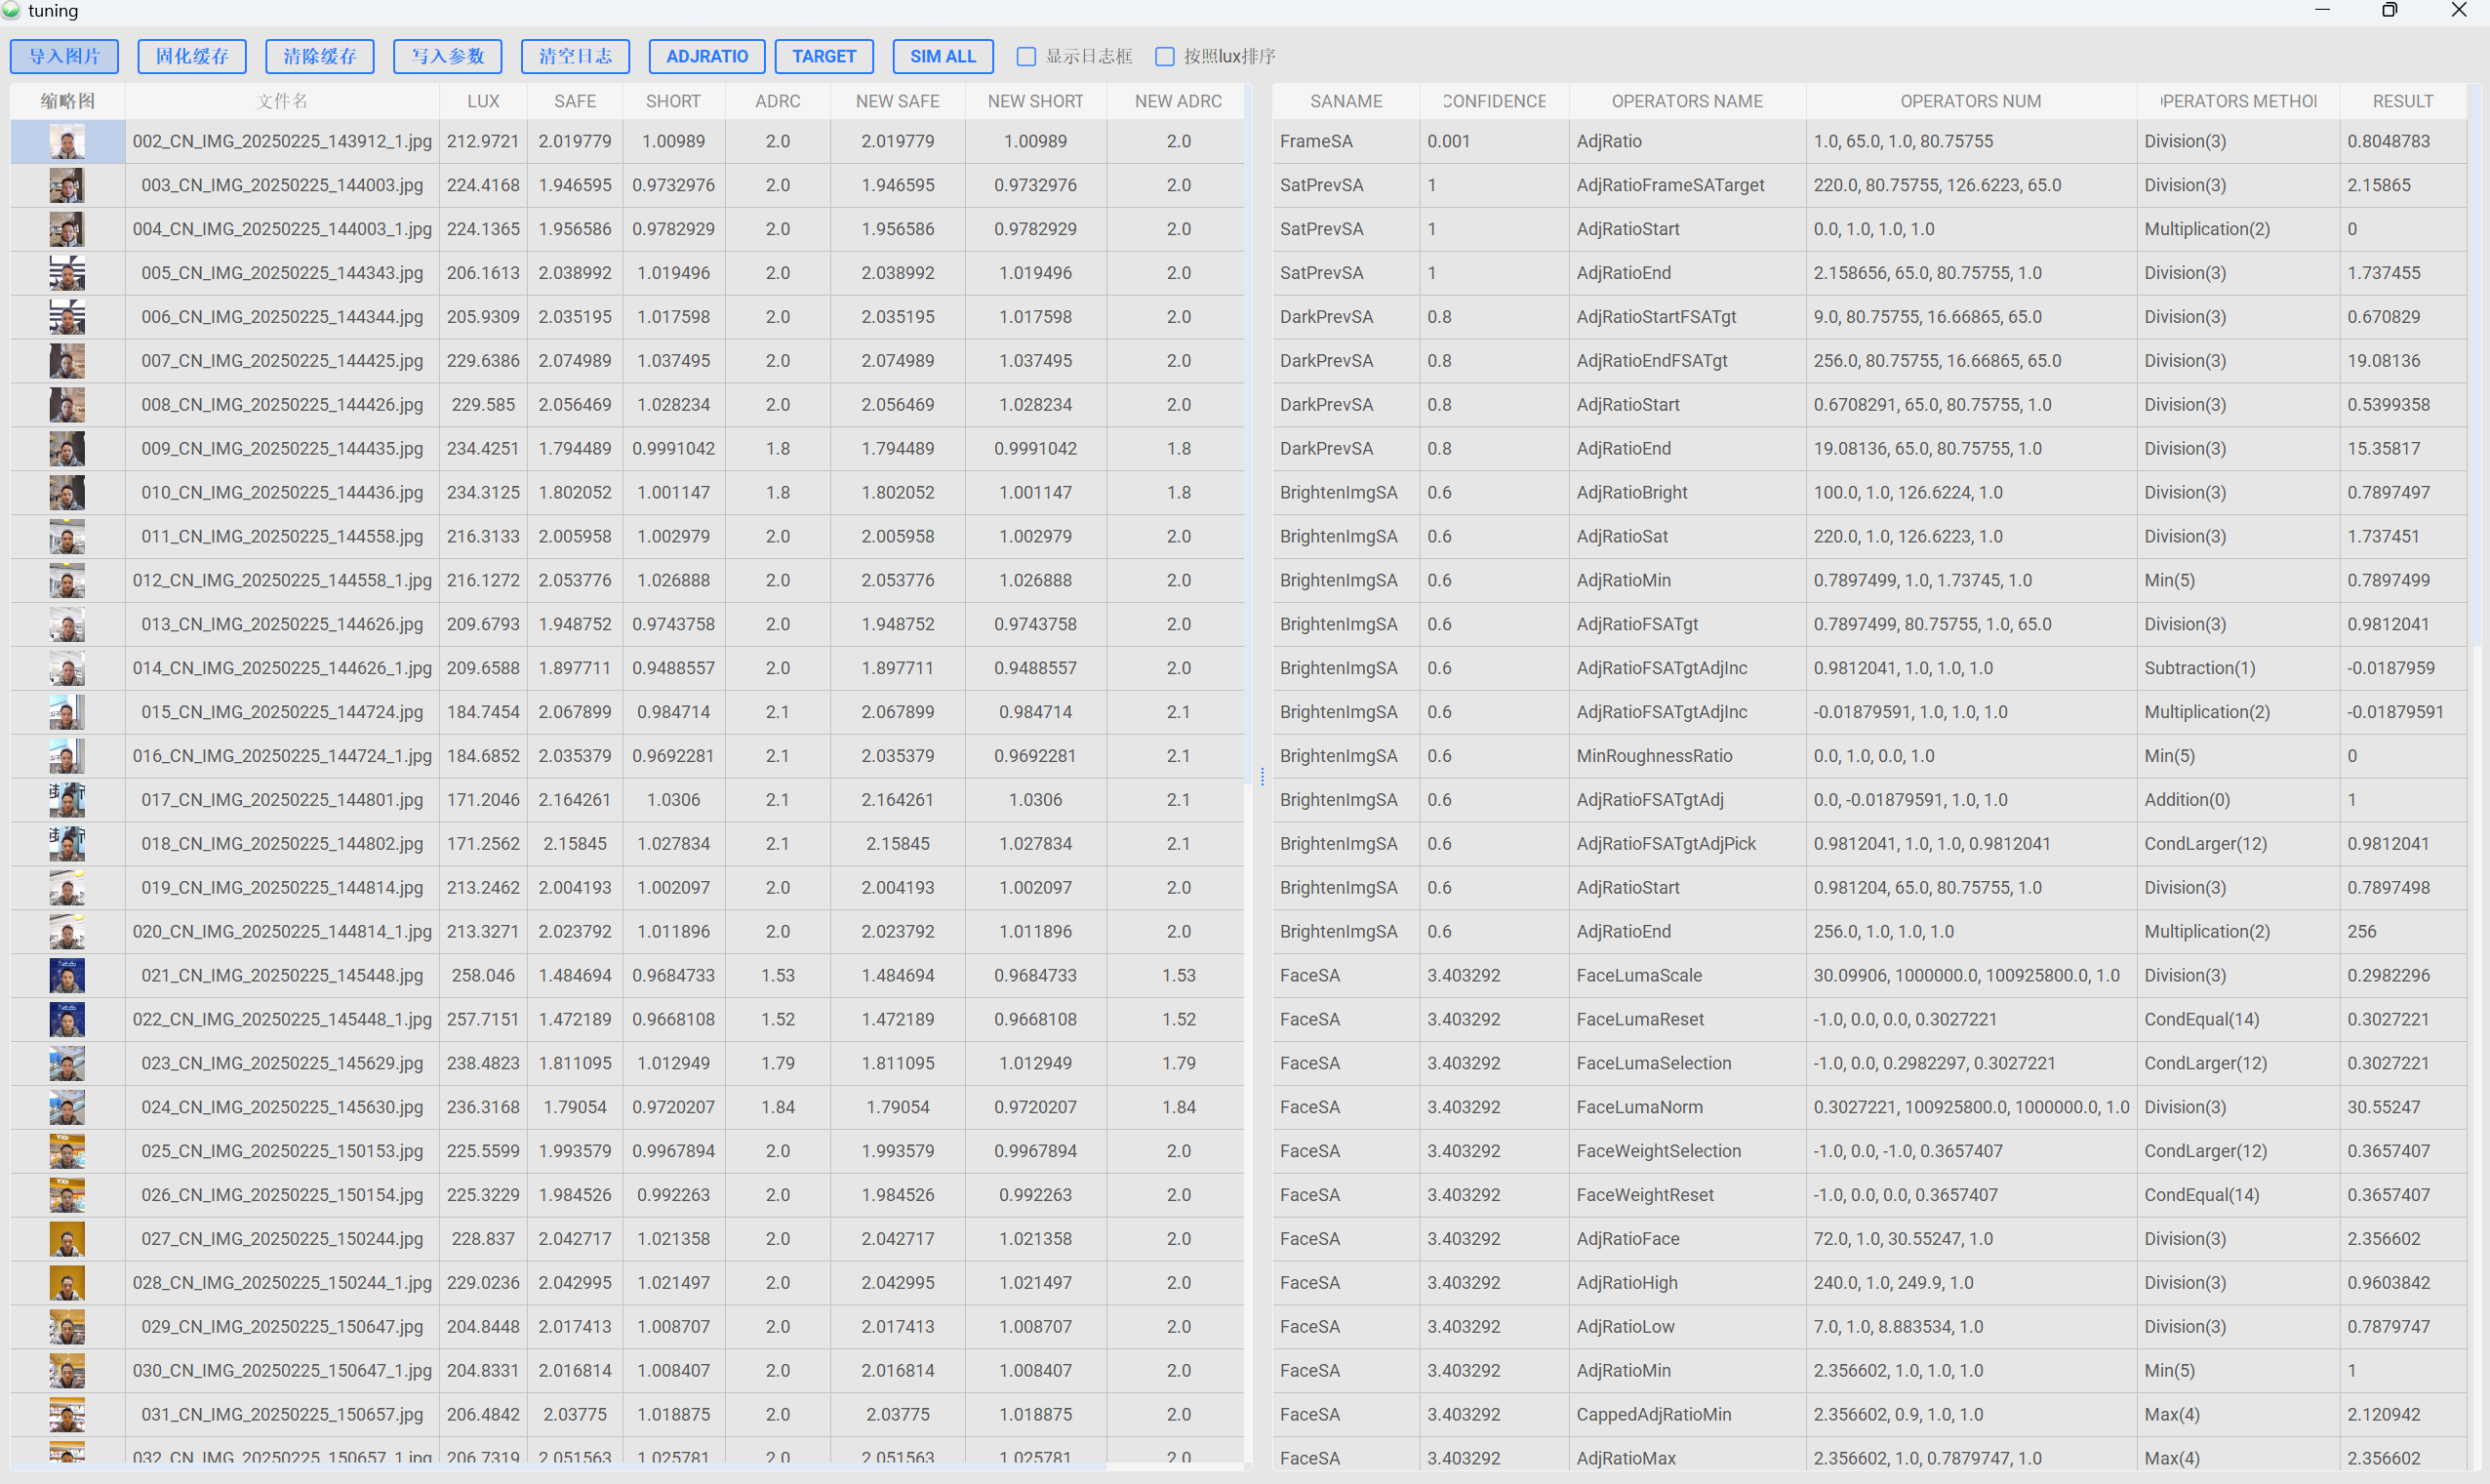 tuning
导入图片 固化缓存 清除缓存 写入参数 清空日志 ADJRATIO TARGET SIM ALL 显示日志框 按照lux排序
缩略图 文件名 LUX SAFE SHORT ADRC NEW SAFE NEW SHORT NEW ADRC
002_CN_IMG_20250225_143912_1.jpg 212.9721 2.019779 1.00989 2.0 2.019779 1.00989 2.0
003_CN_IMG_20250225_144003.jpg 224.4168 1.946595 0.9732976 2.0 1.946595 0.9732976 2.0
004_CN_IMG_20250225_144003_1.jpg 224.1365 1.956586 0.9782929 2.0 1.956586 0.9782929 2.0
005_CN_IMG_20250225_144343.jpg 206.1613 2.038992 1.019496 2.0 2.038992 1.019496 2.0
006_CN_IMG_20250225_144344.jpg 205.9309 2.035195 1.017598 2.0 2.035195 1.017598 2.0
007_CN_IMG_20250225_144425.jpg 229.6386 2.074989 1.037495 2.0 2.074989 1.037495 2.0
008_CN_IMG_20250225_144426.jpg 229.585 2.056469 1.028234 2.0 2.056469 1.028234 2.0
009_CN_IMG_20250225_144435.jpg 234.4251 1.794489 0.9991042 1.8 1.794489 0.9991042 1.8
010_CN_IMG_20250225_144436.jpg 234.3125 1.802052 1.001147 1.8 1.802052 1.001147 1.8
011_CN_IMG_20250225_144558.jpg 216.3133 2.005958 1.002979 2.0 2.005958 1.002979 2.0
012_CN_IMG_20250225_144558_1.jpg 216.1272 2.053776 1.026888 2.0 2.053776 1.026888 2.0
013_CN_IMG_20250225_144626.jpg 209.6793 1.948752 0.9743758 2.0 1.948752 0.9743758 2.0
014_CN_IMG_20250225_144626_1.jpg 209.6588 1.897711 0.9488557 2.0 1.897711 0.9488557 2.0
015_CN_IMG_20250225_144724.jpg 184.7454 2.067899 0.984714 2.1 2.067899 0.984714 2.1
016_CN_IMG_20250225_144724_1.jpg 184.6852 2.035379 0.9692281 2.1 2.035379 0.9692281 2.1
017_CN_IMG_20250225_144801.jpg 171.2046 2.164261 1.0306 2.1 2.164261 1.0306 2.1
018_CN_IMG_20250225_144802.jpg 171.2562 2.15845 1.027834 2.1 2.15845 1.027834 2.1
019_CN_IMG_20250225_144814.jpg 213.2462 2.004193 1.002097 2.0 2.004193 1.002097 2.0
020_CN_IMG_20250225_144814_1.jpg 213.3271 2.023792 1.011896 2.0 2.023792 1.011896 2.0
021_CN_IMG_20250225_145448.jpg 258.046 1.484694 0.9684733 1.53 1.484694 0.9684733 1.53
022_CN_IMG_20250225_145448_1.jpg 257.7151 1.472189 0.9668108 1.52 1.472189 0.9668108 1.52
023_CN_IMG_20250225_145629.jpg 238.4823 1.811095 1.012949 1.79 1.811095 1.012949 1.79
024_CN_IMG_20250225_145630.jpg 236.3168 1.79054 0.9720207 1.84 1.79054 0.9720207 1.84
025_CN_IMG_20250225_150153.jpg 225.5599 1.993579 0.9967894 2.0 1.993579 0.9967894 2.0
026_CN_IMG_20250225_150154.jpg 225.3229 1.984526 0.992263 2.0 1.984526 0.992263 2.0
027_CN_IMG_20250225_150244.jpg 228.837 2.042717 1.021358 2.0 2.042717 1.021358 2.0
028_CN_IMG_20250225_150244_1.jpg 229.0236 2.042995 1.021497 2.0 2.042995 1.021497 2.0
029_CN_IMG_20250225_150647.jpg 204.8448 2.017413 1.008707 2.0 2.017413 1.008707 2.0
030_CN_IMG_20250225_150647_1.jpg 204.8331 2.016814 1.008407 2.0 2.016814 1.008407 2.0
031_CN_IMG_20250225_150657.jpg 206.4842 2.03775 1.018875 2.0 2.03775 1.018875 2.0
032_CN_IMG_20250225_150657_1.jpg 206.7319 2.051563 1.025781 2.0 2.051563 1.025781 2.0
SANAME CONFIDENCE OPERATORS NAME OPERATORS NUM PERATORS METHO RESULT
FrameSA 0.001 AdjRatio 1.0, 65.0, 1.0, 80.75755 Division(3) 0.8048783
SatPrevSA 1 AdjRatioFrameSATarget 220.0, 80.75755, 126.6223, 65.0 Division(3) 2.15865
SatPrevSA 1 AdjRatioStart 0.0, 1.0, 1.0, 1.0 Multiplication(2) 0
SatPrevSA 1 AdjRatioEnd 2.158656, 65.0, 80.75755, 1.0 Division(3) 1.737455
DarkPrevSA 0.8 AdjRatioStartFSATgt 9.0, 80.75755, 16.66865, 65.0 Division(3) 0.670829
DarkPrevSA 0.8 AdjRatioEndFSATgt 256.0, 80.75755, 16.66865, 65.0 Division(3) 19.08136
DarkPrevSA 0.8 AdjRatioStart 0.6708291, 65.0, 80.75755, 1.0 Division(3) 0.5399358
DarkPrevSA 0.8 AdjRatioEnd 19.08136, 65.0, 80.75755, 1.0 Division(3) 15.35817
BrightenImgSA 0.6 AdjRatioBright 100.0, 1.0, 126.6224, 1.0 Division(3) 0.7897497
BrightenImgSA 0.6 AdjRatioSat 220.0, 1.0, 126.6223, 1.0 Division(3) 1.737451
BrightenImgSA 0.6 AdjRatioMin 0.7897499, 1.0, 1.73745, 1.0 Min(5) 0.7897499
BrightenImgSA 0.6 AdjRatioFSATgt 0.7897499, 80.75755, 1.0, 65.0 Division(3) 0.9812041
BrightenImgSA 0.6 AdjRatioFSATgtAdjInc 0.9812041, 1.0, 1.0, 1.0 Subtraction(1) -0.0187959
BrightenImgSA 0.6 AdjRatioFSATgtAdjInc -0.01879591, 1.0, 1.0, 1.0 Multiplication(2) -0.01879591
BrightenImgSA 0.6 MinRoughnessRatio 0.0, 1.0, 0.0, 1.0 Min(5) 0
BrightenImgSA 0.6 AdjRatioFSATgtAdj 0.0, -0.01879591, 1.0, 1.0 Addition(0) 1
BrightenImgSA 0.6 AdjRatioFSATgtAdjPick 0.9812041, 1.0, 1.0, 0.9812041 CondLarger(12) 0.9812041
BrightenImgSA 0.6 AdjRatioStart 0.981204, 65.0, 80.75755, 1.0 Division(3) 0.7897498
BrightenImgSA 0.6 AdjRatioEnd 256.0, 1.0, 1.0, 1.0 Multiplication(2) 256
FaceSA 3.403292 FaceLumaScale 30.09906, 1000000.0, 100925800.0, 1.0 Division(3) 0.2982296
FaceSA 3.403292 FaceLumaReset -1.0, 0.0, 0.0, 0.3027221 CondEqual(14) 0.3027221
FaceSA 3.403292 FaceLumaSelection -1.0, 0.0, 0.2982297, 0.3027221 CondLarger(12) 0.3027221
FaceSA 3.403292 FaceLumaNorm 0.3027221, 100925800.0, 1000000.0, 1.0 Division(3) 30.55247
FaceSA 3.403292 FaceWeightSelection -1.0, 0.0, -1.0, 0.3657407 CondLarger(12) 0.3657407
FaceSA 3.403292 FaceWeightReset -1.0, 0.0, 0.0, 0.3657407 CondEqual(14) 0.3657407
FaceSA 3.403292 AdjRatioFace 72.0, 1.0, 30.55247, 1.0 Division(3) 2.356602
FaceSA 3.403292 AdjRatioHigh 240.0, 1.0, 249.9, 1.0 Division(3) 0.9603842
FaceSA 3.403292 AdjRatioLow 7.0, 1.0, 8.883534, 1.0 Division(3) 0.7879747
FaceSA 3.403292 AdjRatioMin 2.356602, 1.0, 1.0, 1.0 Min(5) 1
FaceSA 3.403292 CappedAdjRatioMin 2.356602, 0.9, 1.0, 1.0 Max(4) 2.120942
FaceSA 3.403292 AdjRatioMax 2.356602, 1.0, 0.7879747, 1.0 Max(4) 2.356602